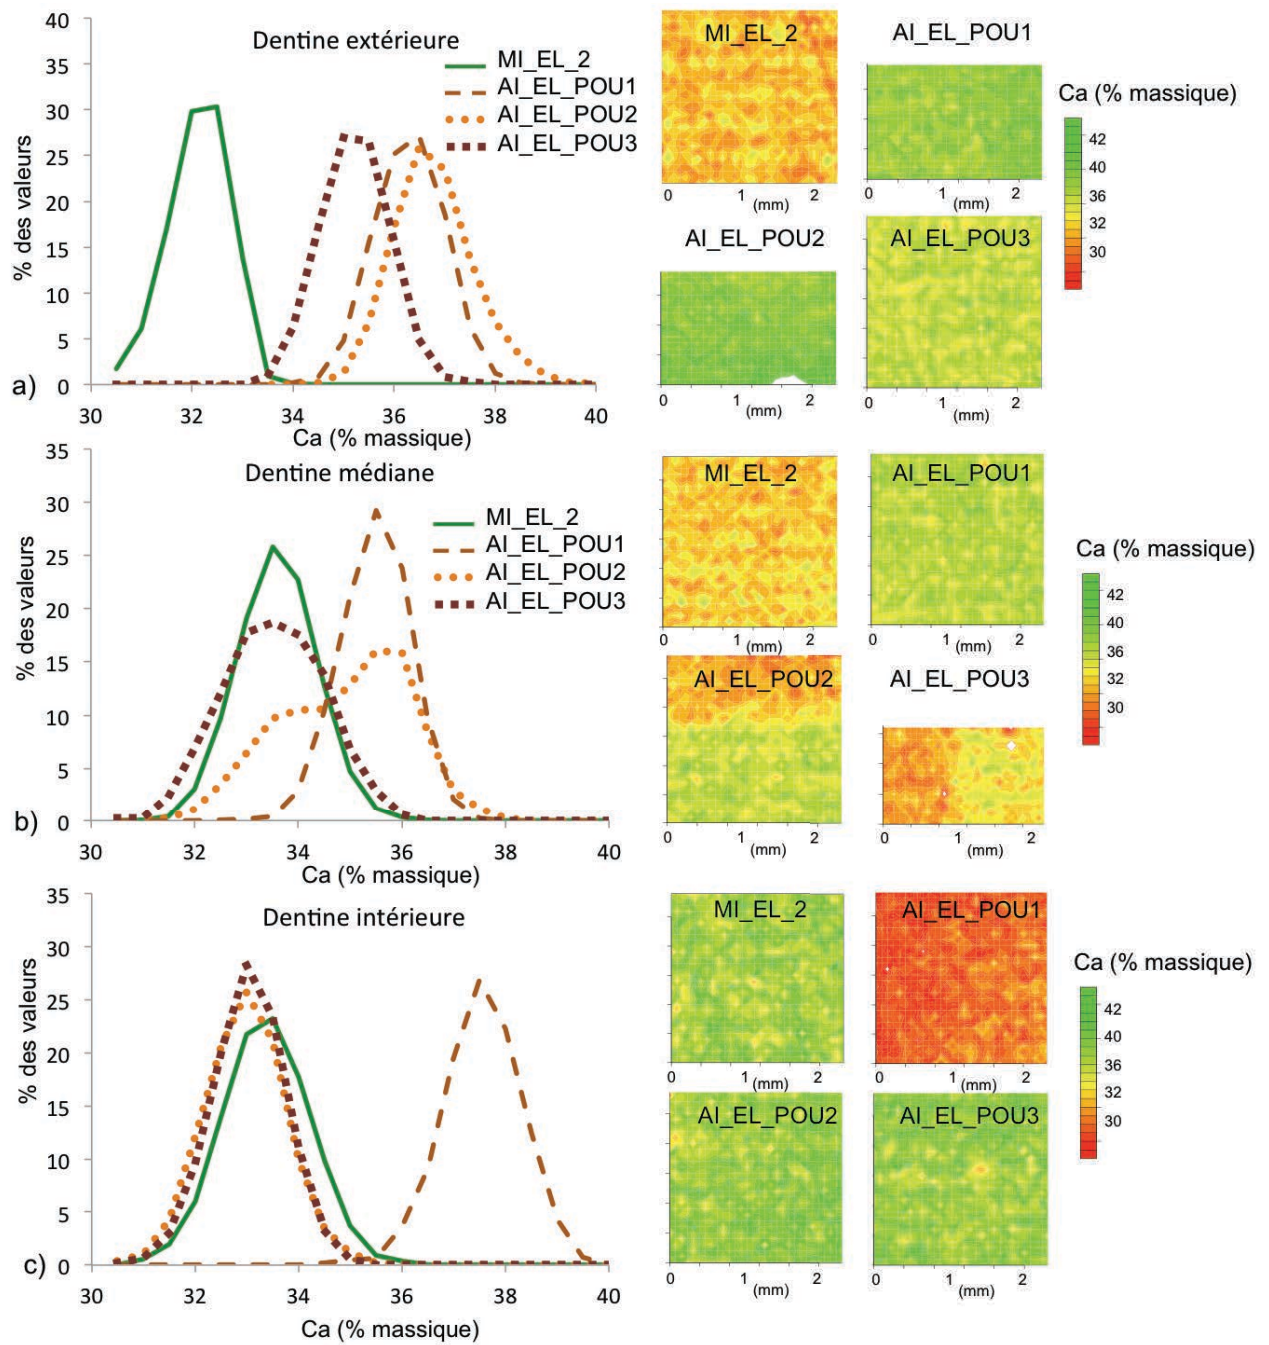 Dentine extérieure
MI_EL_2
AI_EL_POU1
AI_EL_POU2
AI_EL_POU3
% des valeurs
40
35
30
25
20
15
10
5
0
a)
30 32 34 36 38 40
Ca (% massique)
MI_EL_2
0 1 2
(mm)
AI_EL_POU1
0 1 2
(mm)
AI_EL_POU2
0 1 2
(mm)
AI_EL_POU3
0 1 2
(mm)
Ca (% massique)
42
40
36
32
30
Dentine médiane
MI_EL_2
AI_EL_POU1
AI_EL_POU2
AI_EL_POU3
% des valeurs
35
30
25
20
15
10
5
0
b)
30 32 34 36 38 40
Ca (% massique)
MI_EL_2
0 1 2
(mm)
AI_EL_POU1
0 1 2
(mm)
AI_EL_POU2
0 1 2
(mm)
AI_EL_POU3
0 1 2
(mm)
Ca (% massique)
42
40
36
32
30
Dentine intérieure
% des valeurs
35
30
25
20
15
10
5
0
c)
30 32 34 36 38 40
Ca (% massique)
MI_EL_2
0 1 2
(mm)
AI_EL_POU1
0 1 2
(mm)
AI_EL_POU2
0 1 2
(mm)
AI_EL_POU3
0 1 2
(mm)
Ca (% massique)
42
40
36
32
30